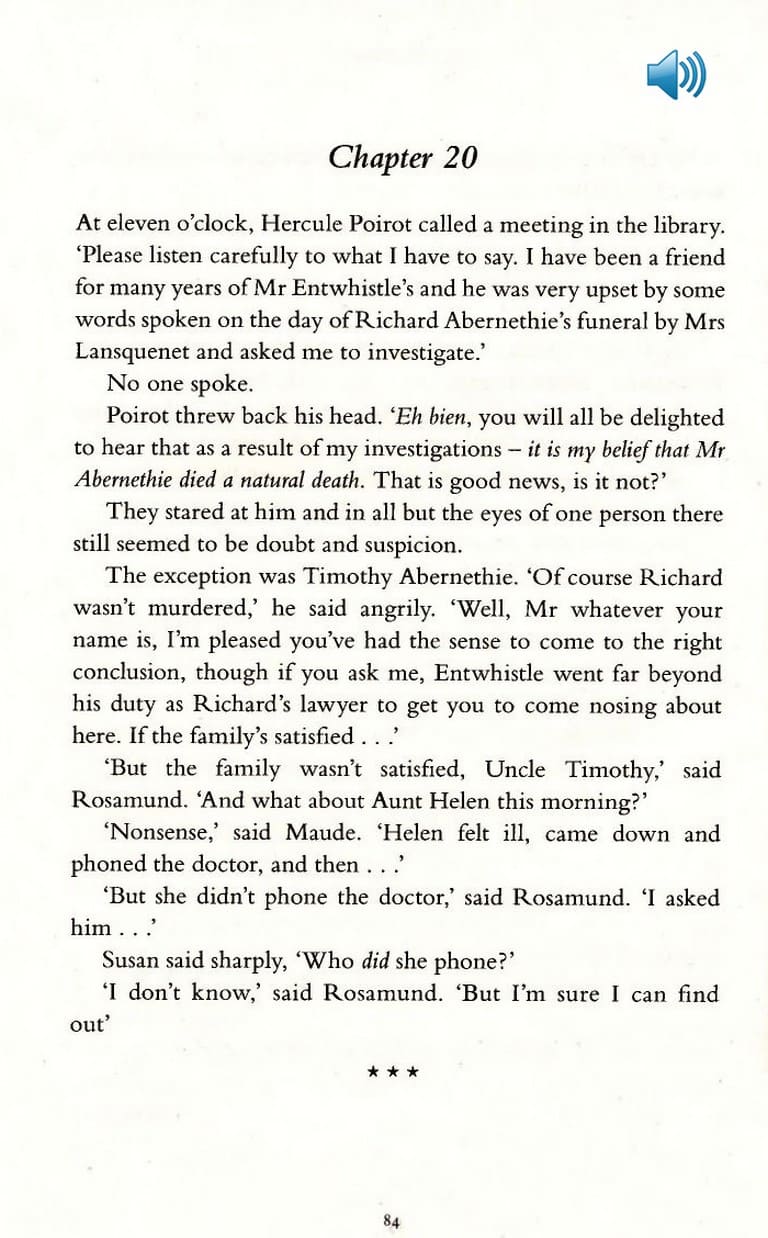 Chapter 20
At eleven o’clock, Hercule Poirot called a meeting in the library.
‘Please listen carefully to what I have to say. I have been a friend
for many years of Mr Entwhistle’s and he was very upset by some
words spoken on the day of Richard Abernethie’s funeral by Mrs
Lansquenet and asked me to investigate.’
No one spoke.
Poirot threw back his head. ‘Eh bien, you will all be delighted
to hear that as a result of my investigations – it is my belief that Mr
Abernethie died a natural death. That is good news, is it not?’
They stared at him and in all but the eyes of one person there
still seemed to be doubt and suspicion.
The exception was Timothy Abernethie. ‘Of course Richard
wasn’t murdered,’ he said angrily. ‘Well, Mr whatever your
name is, I’m pleased you’ve had the sense to come to the right
conclusion, though if you ask me, Entwhistle went far beyond
his duty as Richard’s lawyer to get you to come nosing about
here. If the family’s satisfied . . .’
‘But the family wasn’t satisfied, Uncle Timothy,’ said
Rosamund. ‘And what about Aunt Helen this morning?’
‘Nonsense,’ said Maude. ‘Helen felt ill, came down and
phoned the doctor, and then . . .’
‘But she didn’t phone the doctor,’ said Rosamund. ‘I asked
him . . .’
Susan said sharply, ‘Who did she phone?’
‘I don’t know,’ said Rosamund. ‘But I’m sure I can find
out’
★ ★ ★
84